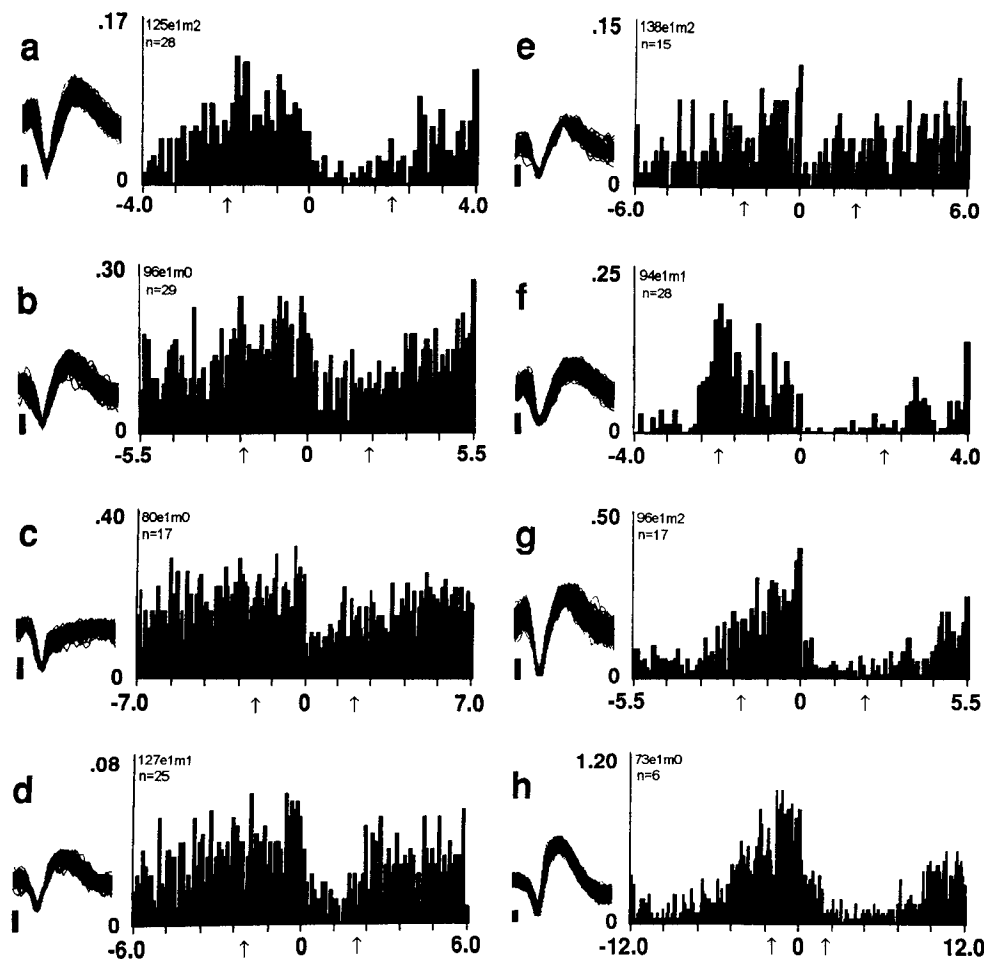 a
.17
125e1m2
n=28
0
-4.0 ↑ 0 ↑ 4.0
b
.30
96e1m0
n=29
0
-5.5 ↑ 0 ↑ 5.5
c
.40
80e1m0
n=17
0
-7.0 ↑ 0 ↑ 7.0
d
.08
127e1m1
n=25
0
-6.0 ↑ 0 ↑ 6.0
e
.15
138e1m2
n=15
0
-6.0 ↑ 0 ↑ 6.0
f
.25
94e1m1
n=28
0
-4.0 ↑ 0 ↑ 4.0
g
.50
96e1m2
n=17
0
-5.5 ↑ 0 ↑ 5.5
h
1.20
73e1m0
n=6
0
-12.0 ↑ 0 ↑ 12.0